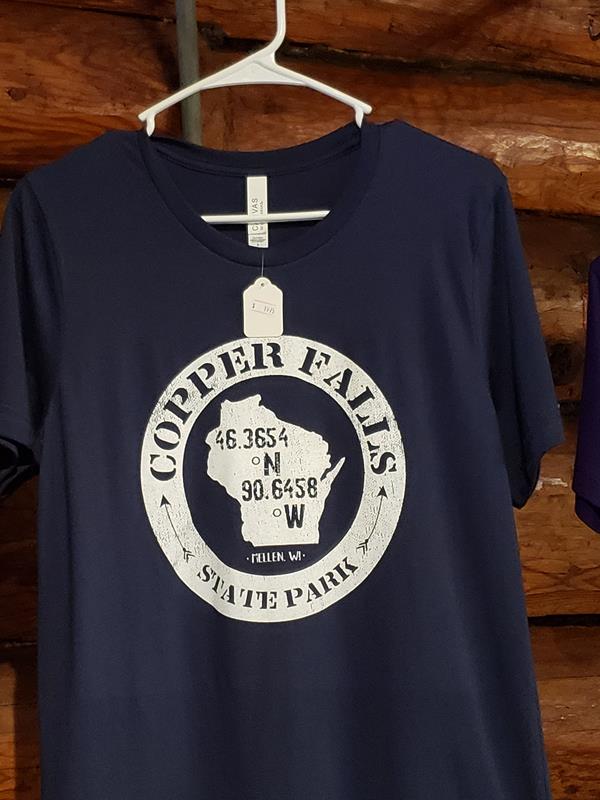 CANVAS
COPPER FALLS
46.3654
°N
90.6458
°W
· MELLEN, WI ·
STATE PARK